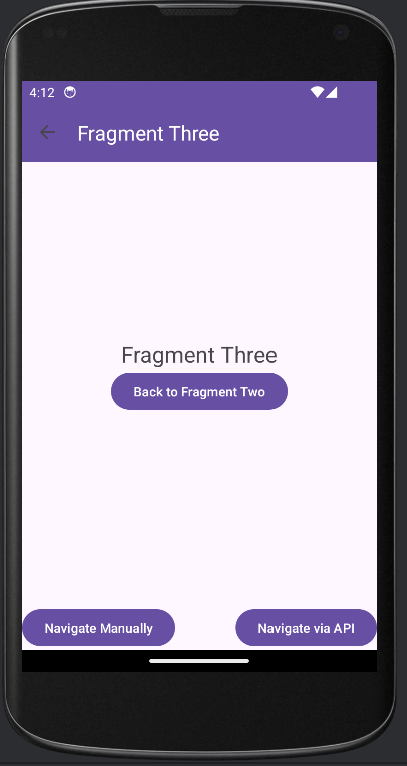 4:12
Fragment Three
Fragment Three
Back to Fragment Two
Navigate Manually
Navigate via API